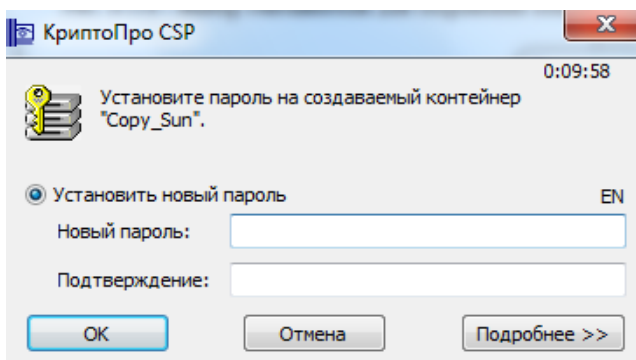 КриптоПро CSP
0:09:58
Установите пароль на создаваемый контейнер
"Copy_Sun".
Установить новый пароль EN
Новый пароль:
Подтверждение:
ОК Отмена Подробнее >>